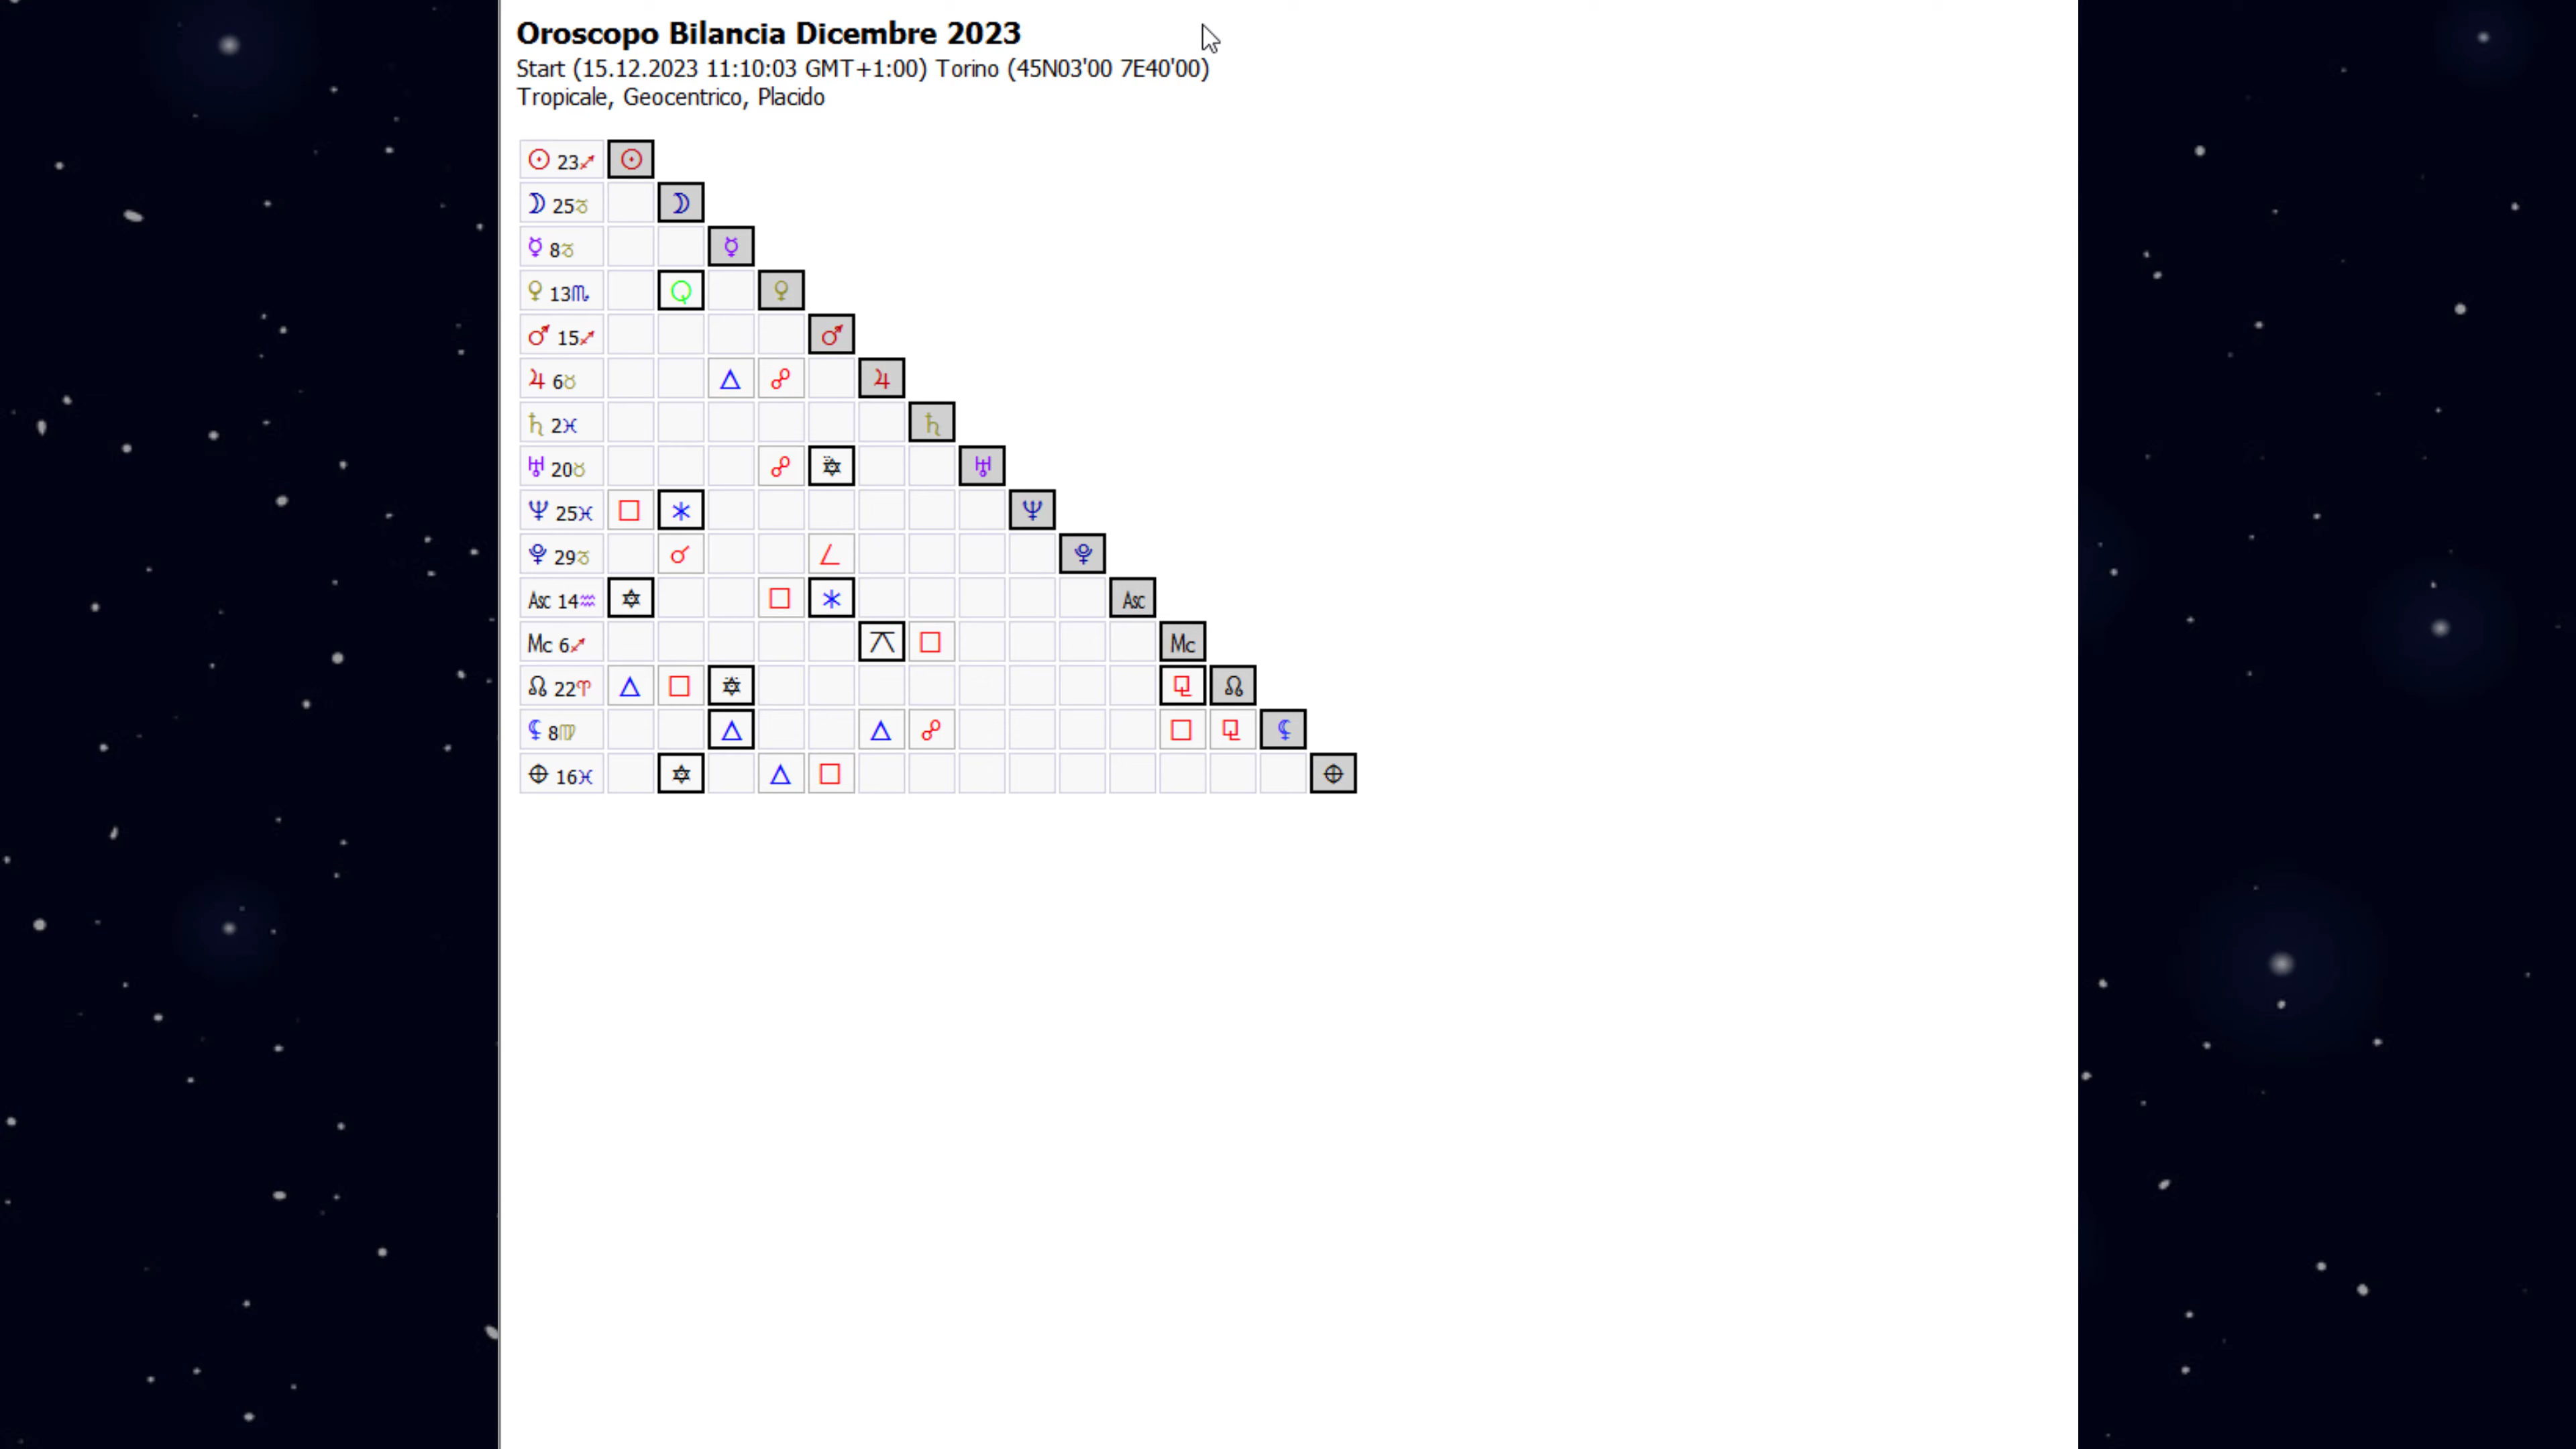 Oroscopo Bilancia Dicembre 2023
Start (15.12.2023 11:10:03 GMT+1:00) Torino (45N03'00 7E40'00)
Tropicale, Geocentrico, Placido
☉ 23♐ ☉
☽ 25♑ ☽
☿ 8♑ ☿
♀ 13♏ Q ♀
♂ 15♐ ♂
♃ 6♉ △ ☍ ♃
♄ 2♓ ♄
♅ 20♉ ☍ ✡ ♅
♆ 25♓ □ ⚹ ♆
♇ 29♑ ☌ ∠ ♇
Asc 14♒ ✡ □ ⚹ Asc
Mc 6♐ ⚻ □ Mc
☊ 22♈ △ □ ✡ ⚼ ☊
⚸ 8♍ △ △ ☍ □ ⚼ ⚸
⊕ 16♓ ✡ △ □ ⊕